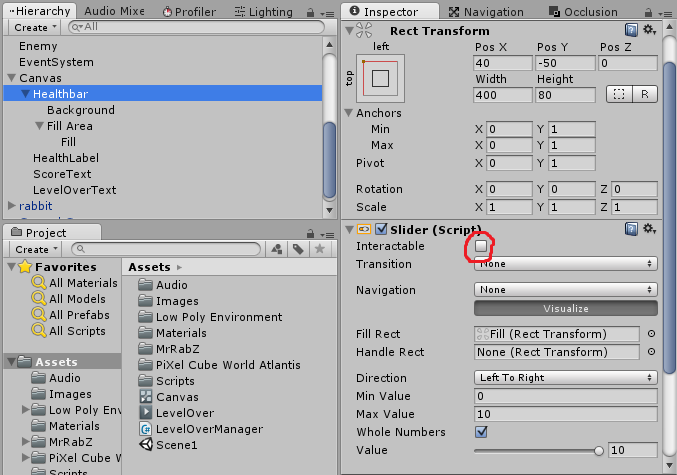 Hierarchy Audio Mixe Profiler Lighting
Create All
Enemy
EventSystem
Canvas
Healthbar
Background
Fill Area
Fill
HealthLabel
ScoreText
LevelOverText
rabbit
Project
Create
Favorites
All Materials
All Models
All Prefabs
All Scripts
Assets
Audio
Images
Low Poly Env
Materials
MrRabZ
PiXel Cube W
Scripts
Assets
Audio
Images
Low Poly Environment
Materials
MrRabZ
PiXel Cube World Atlantis
Scripts
Canvas
LevelOver
LevelOverManager
Scene1
Inspector Navigation Occlusion
Rect Transform
left Pos X Pos Y Pos Z
top 40 -50 0
Width Height
400 80 R
Anchors
Min X 0 Y 1
Max X 0 Y 1
Pivot X 0 Y 1
Rotation X 0 Y 0 Z 0
Scale X 1 Y 1 Z 1
Slider (Script)
Interactable
Transition None
Navigation None
Visualize
Fill Rect Fill (Rect Transform)
Handle Rect None (Rect Transform)
Direction Left To Right
Min Value 0
Max Value 10
Whole Numbers
Value 10